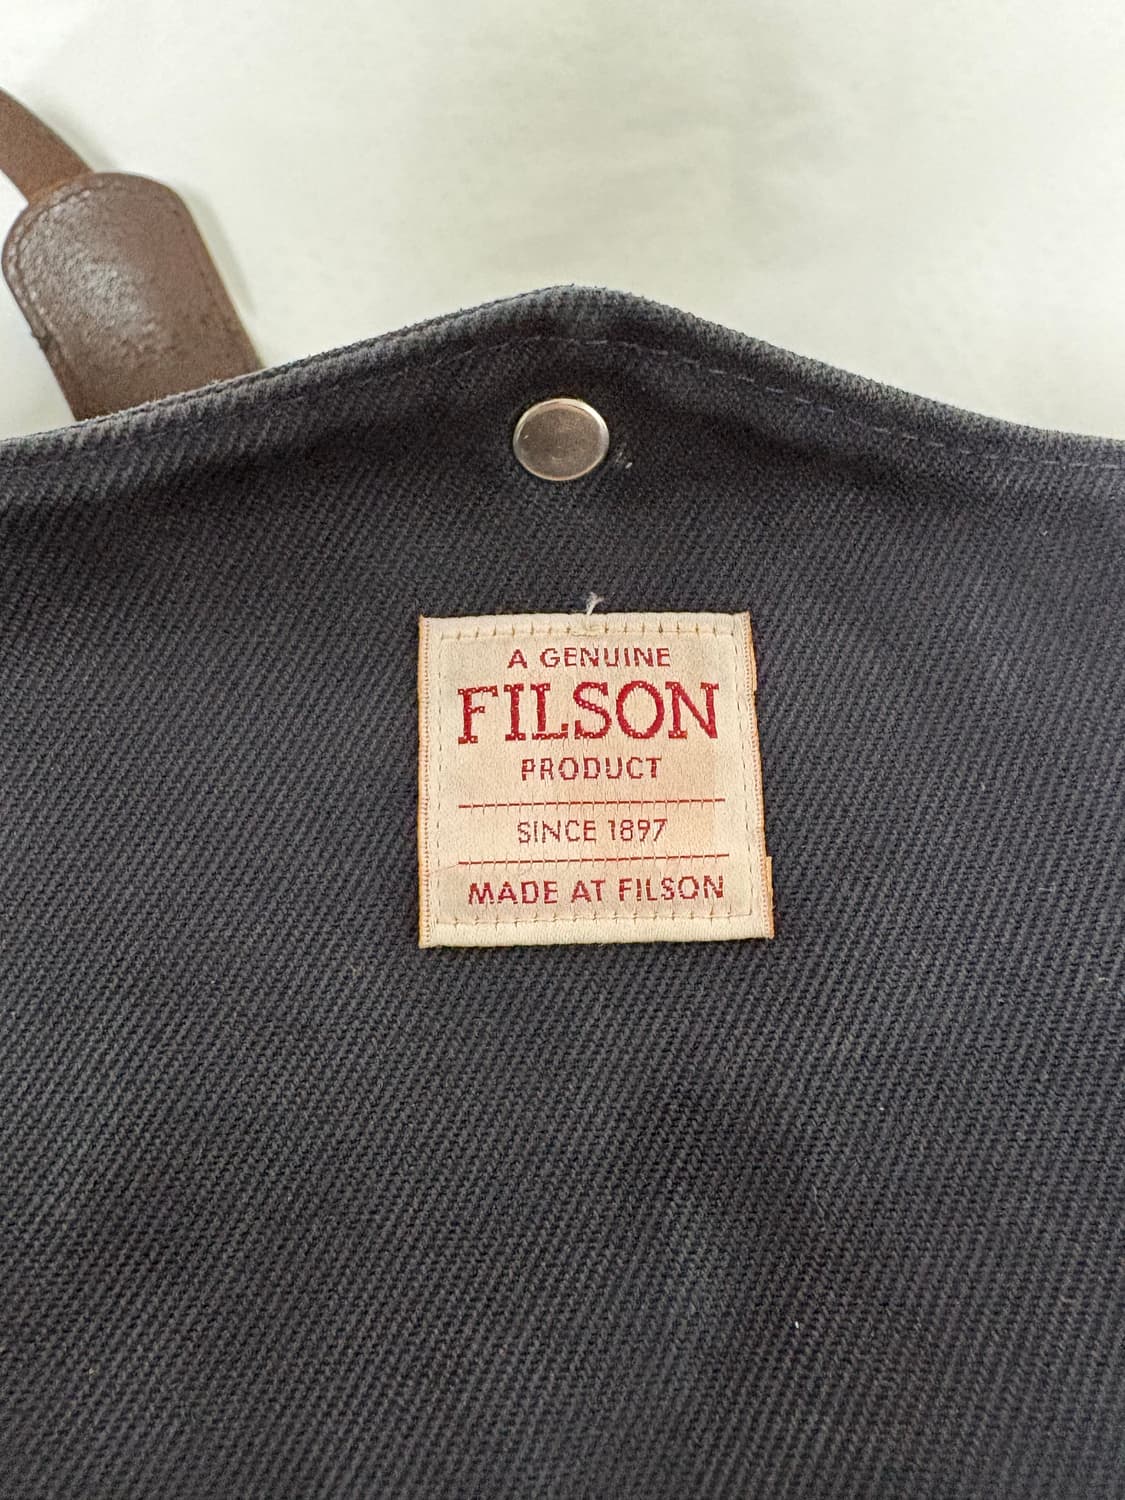 A GENUINE
FILSON
PRODUCT
SINCE 1897
MADE AT FILSON